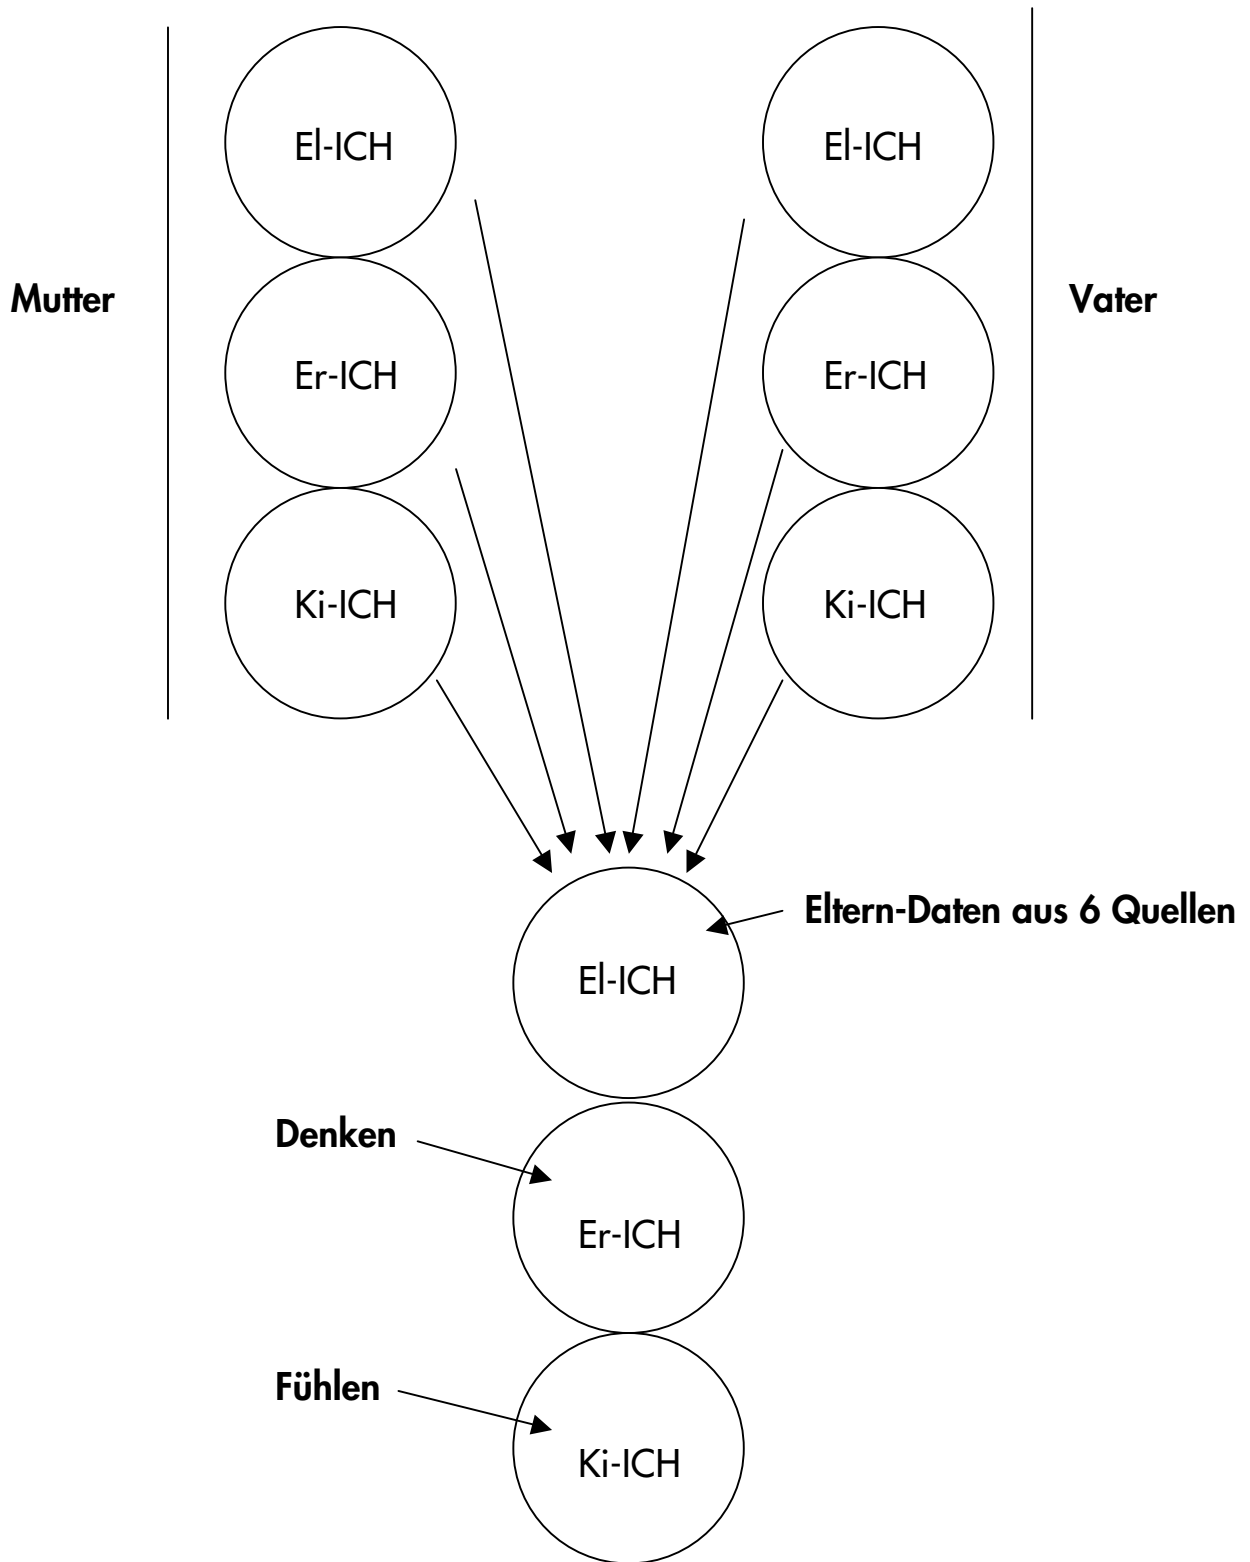 El-ICH
El-ICH
Mutter
Vater
Er-ICH
Er-ICH
Ki-ICH
Ki-ICH
Eltern-Daten aus 6 Quellen
El-ICH
Denken
Er-ICH
Fühlen
Ki-ICH